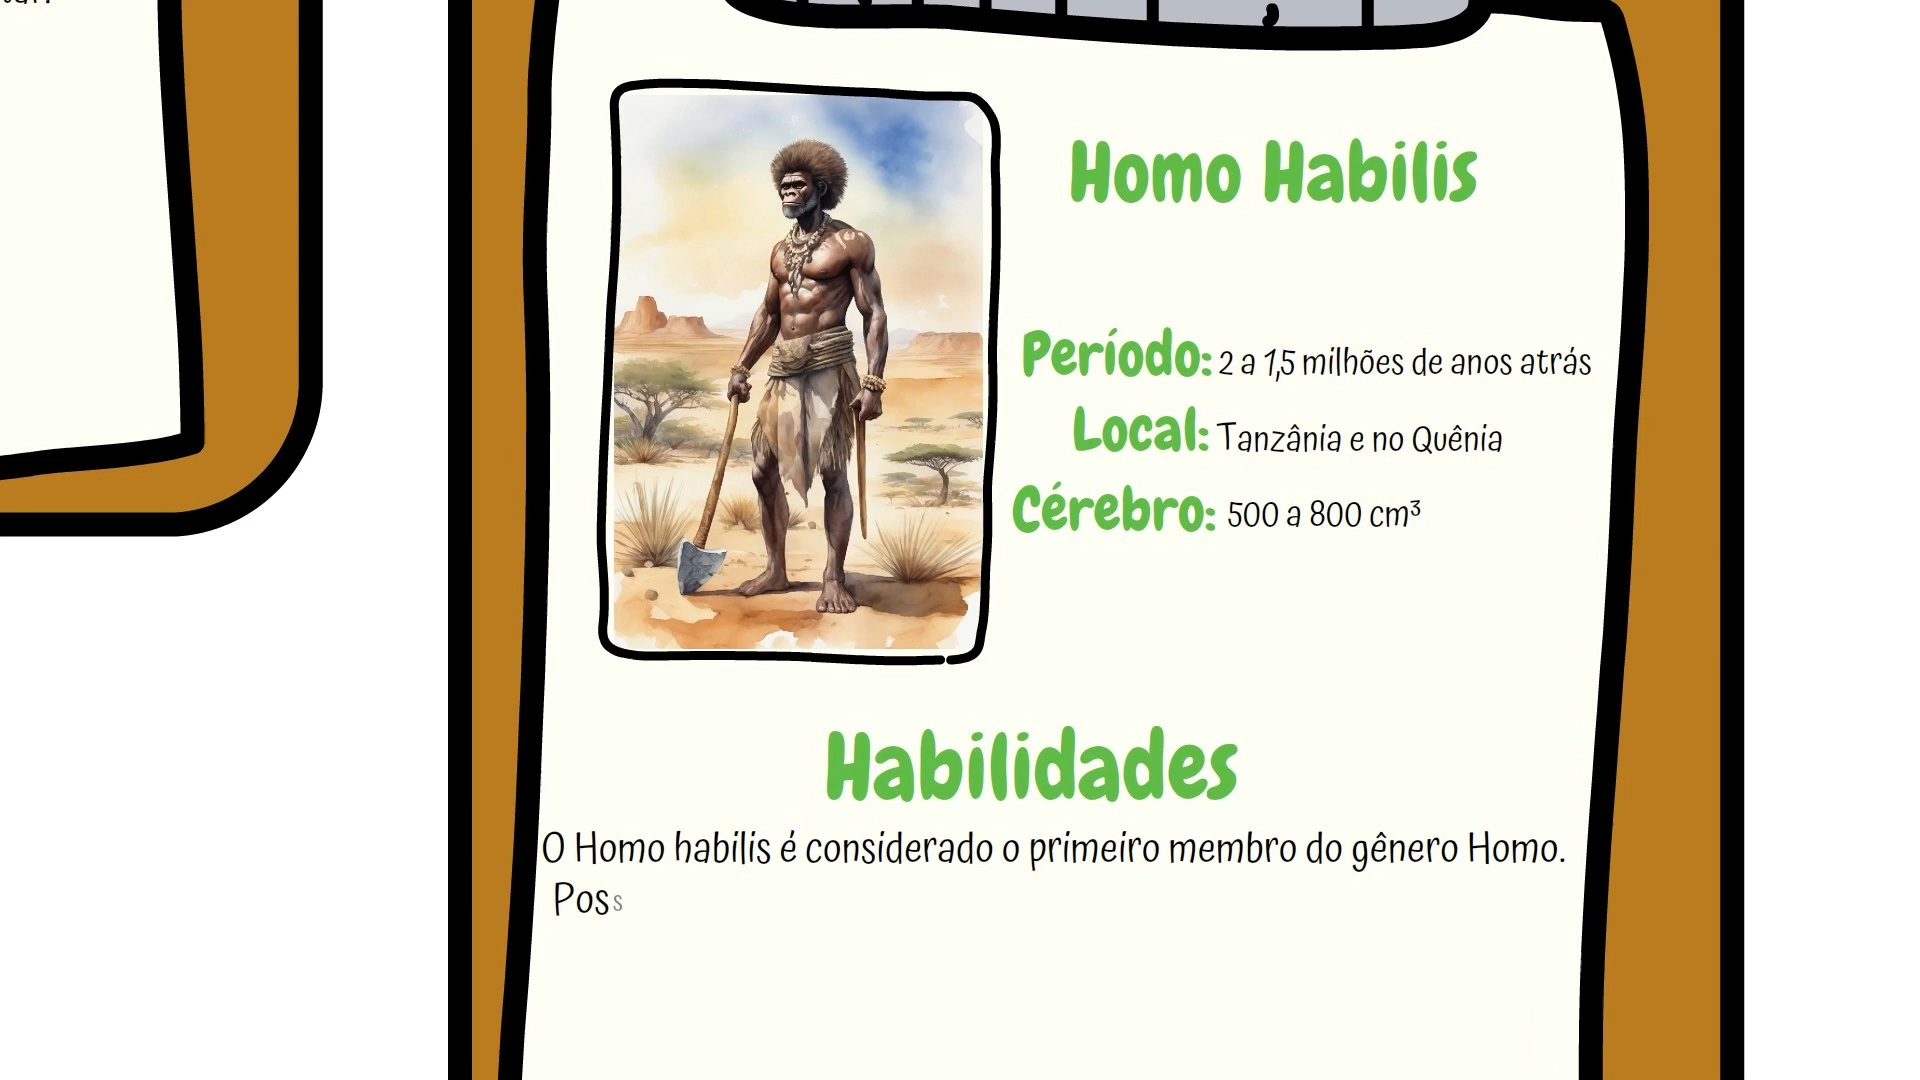 Homo Habilis
Período: 2 a 1,5 milhões de anos atrás
Local: Tanzânia e no Quênia
Cérebro: 500 a 800 cm³
Habilidades
O Homo habilis é considerado o primeiro membro do gênero Homo.
Poss